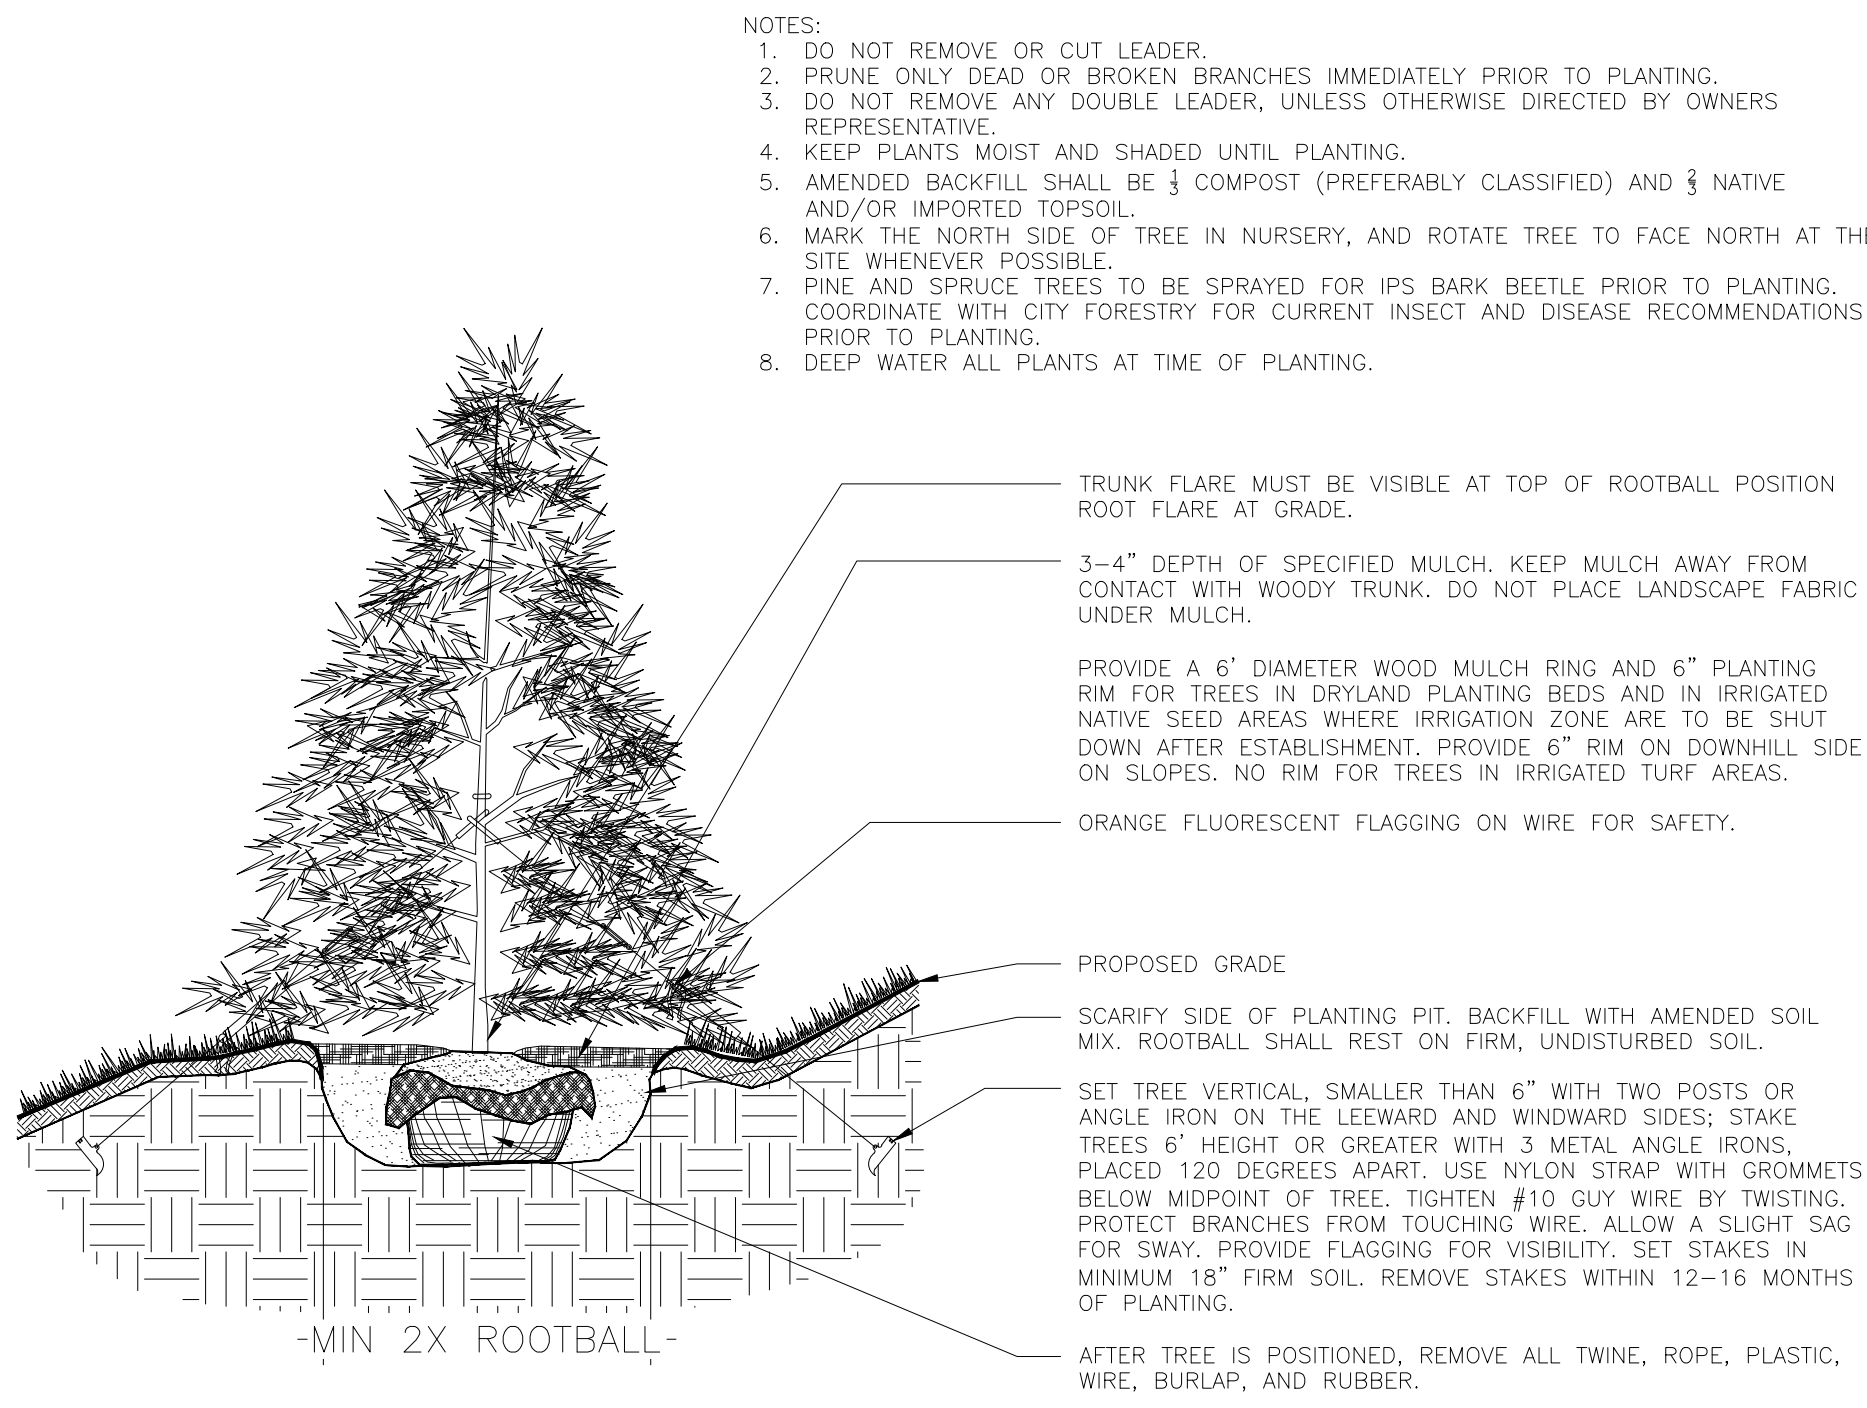 NOTES:
1. DO NOT REMOVE OR CUT LEADER.
2. PRUNE ONLY DEAD OR BROKEN BRANCHES IMMEDIATELY PRIOR TO PLANTING.
3. DO NOT REMOVE ANY DOUBLE LEADER, UNLESS OTHERWISE DIRECTED BY OWNERS
REPRESENTATIVE.
4. KEEP PLANTS MOIST AND SHADED UNTIL PLANTING.
5. AMENDED BACKFILL SHALL BE ⅓ COMPOST (PREFERABLY CLASSIFIED) AND ⅔ NATIVE
AND/OR IMPORTED TOPSOIL.
6. MARK THE NORTH SIDE OF TREE IN NURSERY, AND ROTATE TREE TO FACE NORTH AT THE
SITE WHENEVER POSSIBLE.
7. PINE AND SPRUCE TREES TO BE SPRAYED FOR IPS BARK BEETLE PRIOR TO PLANTING.
COORDINATE WITH CITY FORESTRY FOR CURRENT INSECT AND DISEASE RECOMMENDATIONS
PRIOR TO PLANTING.
8. DEEP WATER ALL PLANTS AT TIME OF PLANTING.
TRUNK FLARE MUST BE VISIBLE AT TOP OF ROOTBALL POSITION
ROOT FLARE AT GRADE.
3-4" DEPTH OF SPECIFIED MULCH. KEEP MULCH AWAY FROM
CONTACT WITH WOODY TRUNK. DO NOT PLACE LANDSCAPE FABRIC
UNDER MULCH.
PROVIDE A 6' DIAMETER WOOD MULCH RING AND 6" PLANTING
RIM FOR TREES IN DRYLAND PLANTING BEDS AND IN IRRIGATED
NATIVE SEED AREAS WHERE IRRIGATION ZONE ARE TO BE SHUT
DOWN AFTER ESTABLISHMENT. PROVIDE 6" RIM ON DOWNHILL SIDE
ON SLOPES. NO RIM FOR TREES IN IRRIGATED TURF AREAS.
ORANGE FLUORESCENT FLAGGING ON WIRE FOR SAFETY.
PROPOSED GRADE
SCARIFY SIDE OF PLANTING PIT. BACKFILL WITH AMENDED SOIL
MIX. ROOTBALL SHALL REST ON FIRM, UNDISTURBED SOIL.
SET TREE VERTICAL, SMALLER THAN 6" WITH TWO POSTS OR
ANGLE IRON ON THE LEEWARD AND WINDWARD SIDES; STAKE
TREES 6' HEIGHT OR GREATER WITH 3 METAL ANGLE IRONS,
PLACED 120 DEGREES APART. USE NYLON STRAP WITH GROMMETS
BELOW MIDPOINT OF TREE. TIGHTEN #10 GUY WIRE BY TWISTING.
PROTECT BRANCHES FROM TOUCHING WIRE. ALLOW A SLIGHT SAG
FOR SWAY. PROVIDE FLAGGING FOR VISIBILITY. SET STAKES IN
MINIMUM 18" FIRM SOIL. REMOVE STAKES WITHIN 12-16 MONTHS
OF PLANTING.
-MIN 2X ROOTBALL-
AFTER TREE IS POSITIONED, REMOVE ALL TWINE, ROPE, PLASTIC,
WIRE, BURLAP, AND RUBBER.